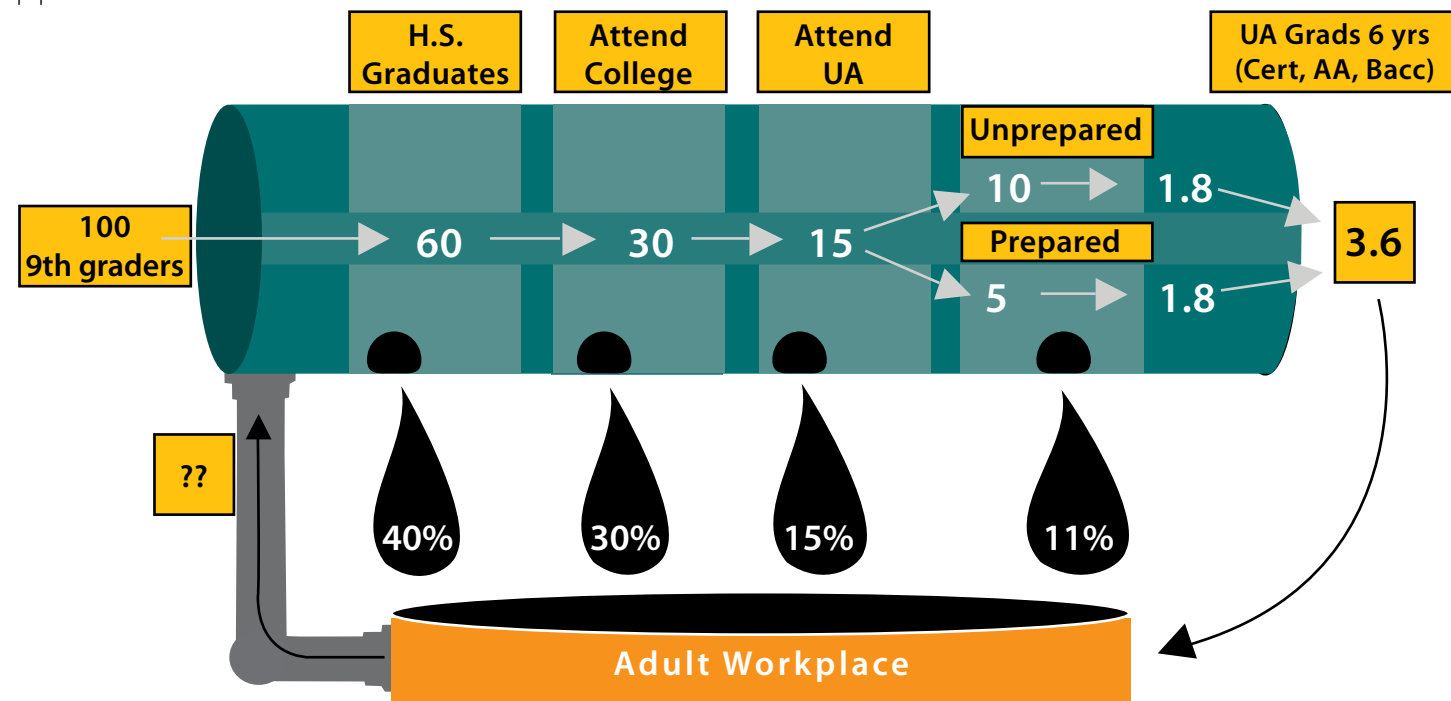 H.S.
Graduates
Attend
College
Attend
UA
UA Grads 6 yrs
(Cert, AA, Bacc)
Unprepared
10
1.8
100
9th graders
60
30
15
Prepared
3.6
5
1.8
??
40%
30%
15%
11%
Adult Workplace